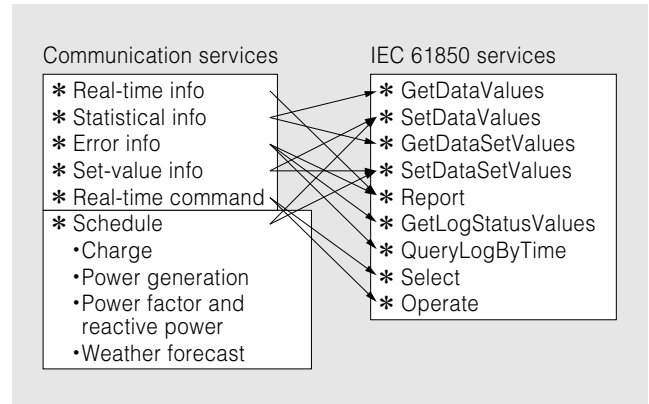 Communication services
* Real-time info
* Statistical info
* Error info
* Set-value info
* Real-time command
* Schedule
・Charge
・Power generation
・Power factor and
reactive power
・Weather forecast
IEC 61850 services
* GetDataValues
* SetDataValues
* GetDataSetValues
* SetDataSetValues
* Report
* GetLogStatusValues
* QueryLogByTime
* Select
* Operate